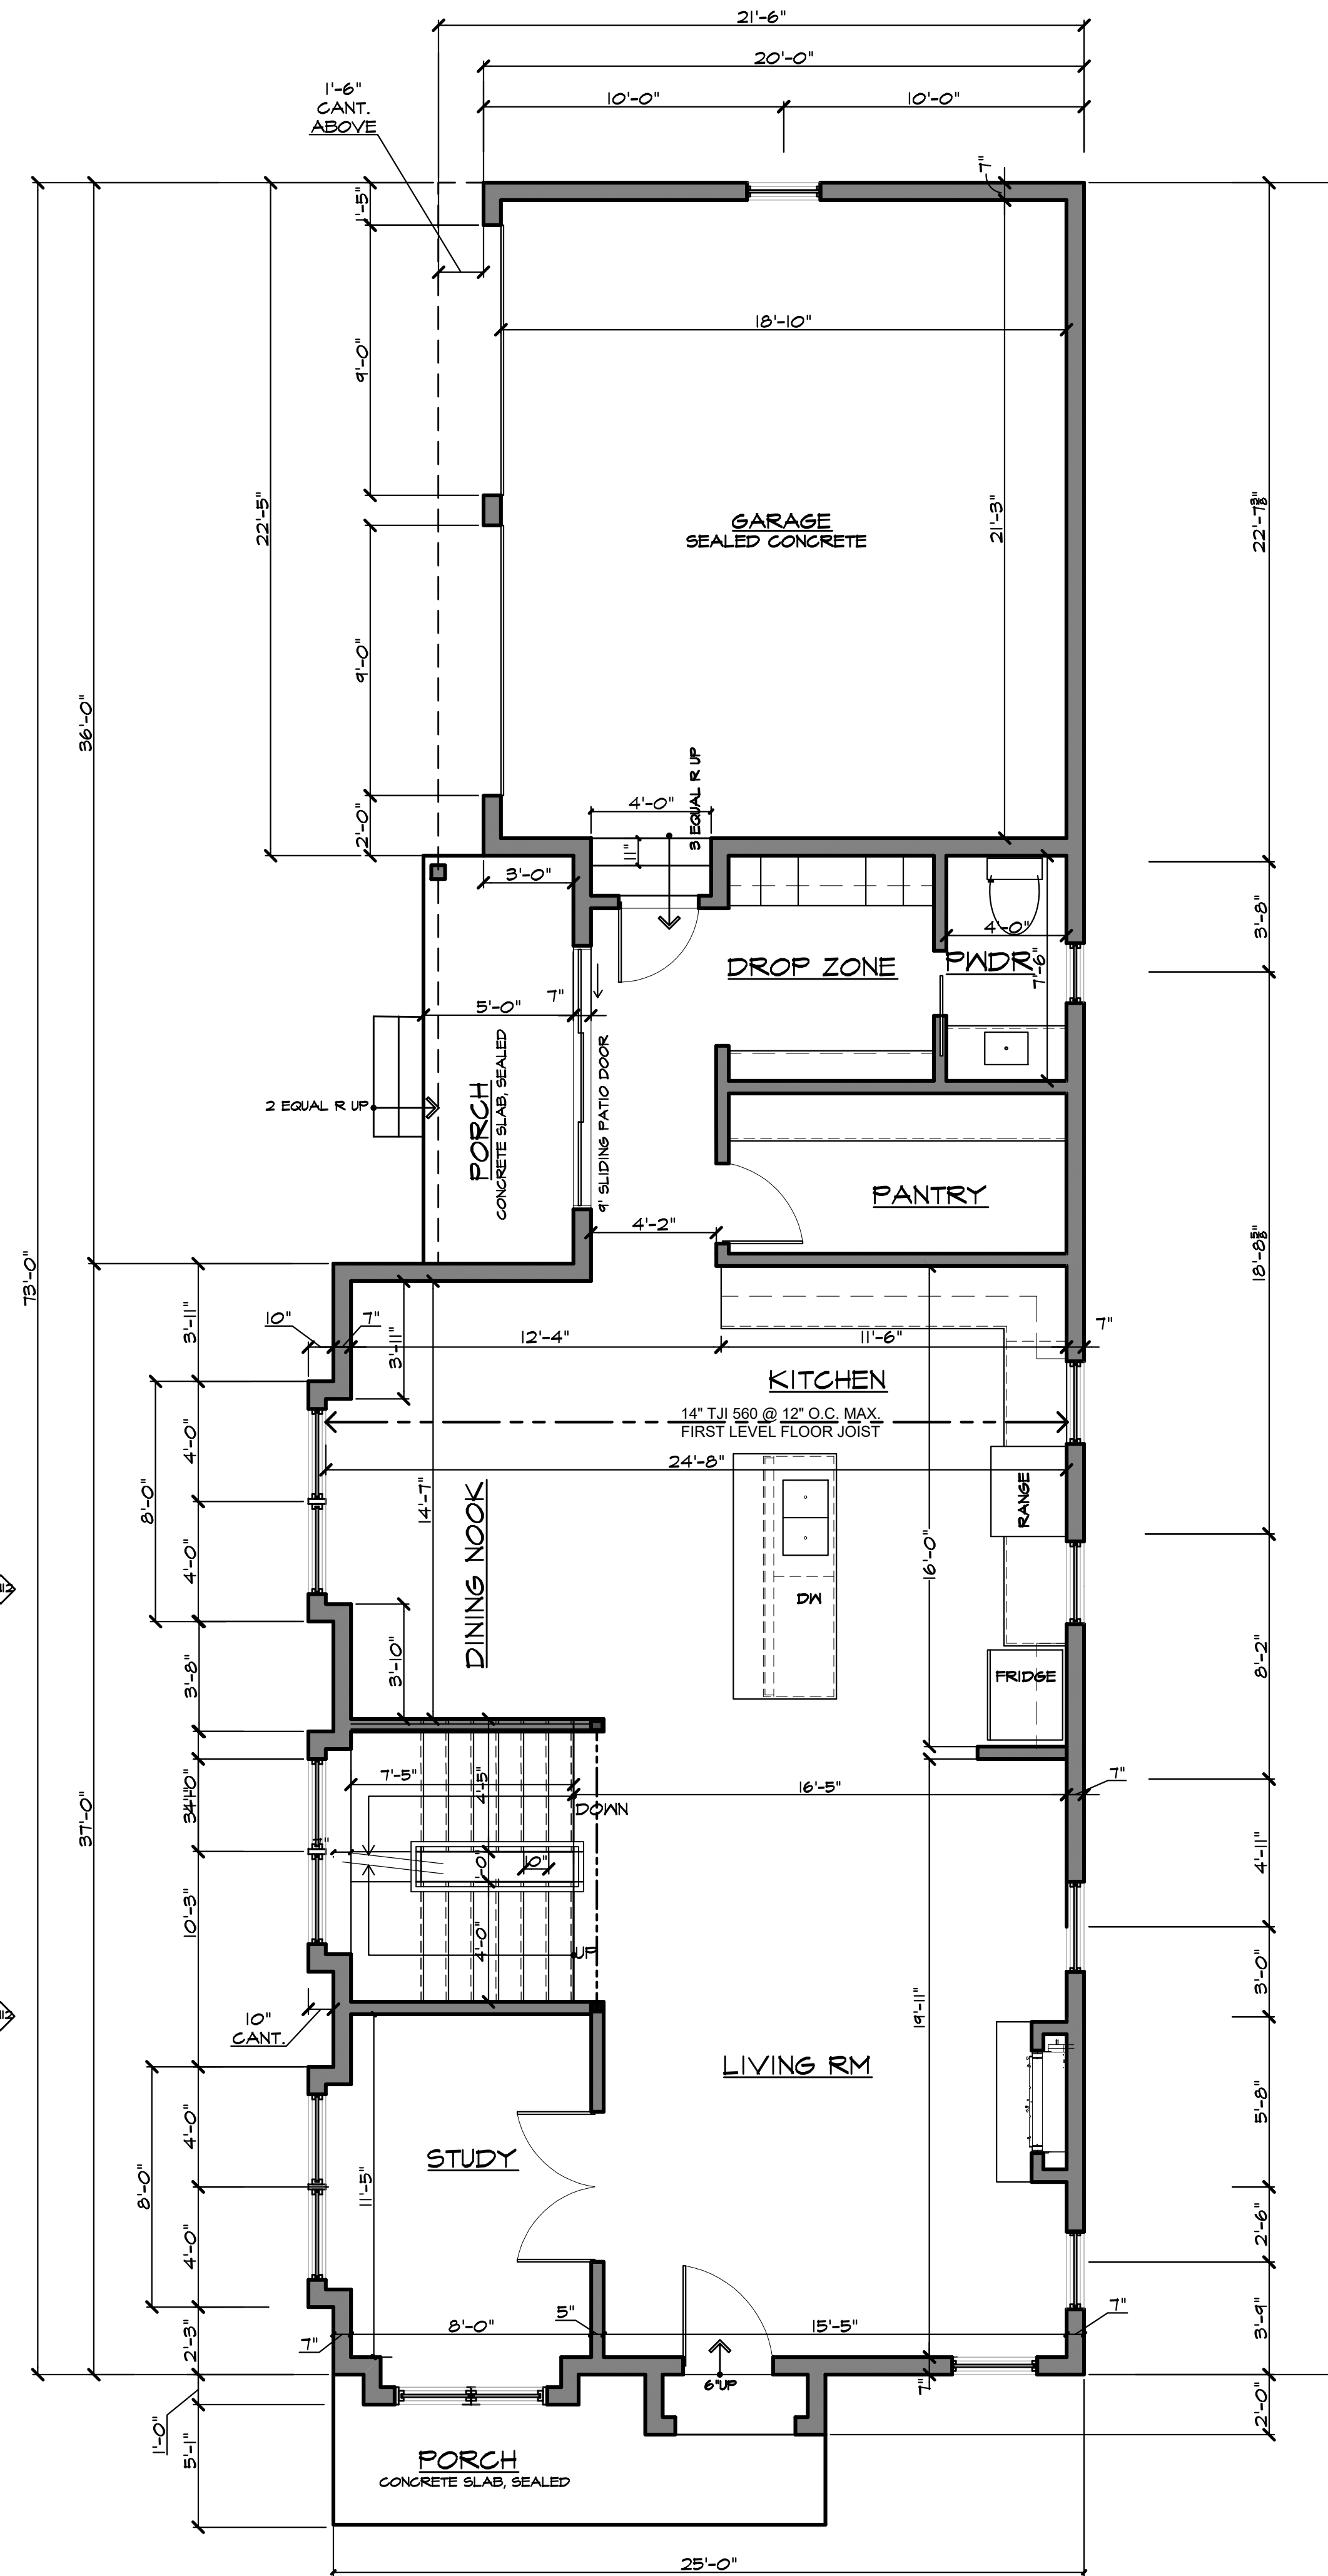 21'-6"
20'-0"
10'-0"
10'-0"
1'-6"
CANT.
ABOVE
7"
1'-5"
9'-0"
18'-10"
22'-5"
GARAGE
SEALED CONCRETE
21'-3"
22'-7⅝"
9'-0"
36'-0"
2'-0"
4'-0"
3 EQUAL R UP
11"
3'-0"
4'-0"
3'-8"
DROP ZONE
PWDR
7'-6"
5'-0"
7"
PORCH
CONCRETE SLAB, SEALED
9' SLIDING PATIO DOOR
2 EQUAL R UP
PANTRY
4'-2"
73'-0"
18'-8⅝"
3'-11"
10"
7"
3'-11"
12'-4"
11'-6"
7"
KITCHEN
14" TJI 560 @ 12" O.C. MAX.
FIRST LEVEL FLOOR JOIST
24'-8"
4'-0"
8'-0"
14'-7"
DINING NOOK
RANGE
4'-0"
16'-0"
DW
3'-10"
3'-8"
FRIDGE
8'-2"
7'-5"
4'-5"
16'-5"
7"
DOWN
37'-0"
10"
10'-3"
4'-0"
UP
4'-11"
3'-0"
10"
CANT.
19'-11"
LIVING RM
4'-0"
8'-0"
STUDY
11'-5"
5'-8"
4'-0"
2'-6"
2'-3"
7"
8'-0"
5"
15'-5"
7"
3'-9"
6"UP
7"
2'-0"
1'-0"
5'-1"
PORCH
CONCRETE SLAB, SEALED
25'-0"